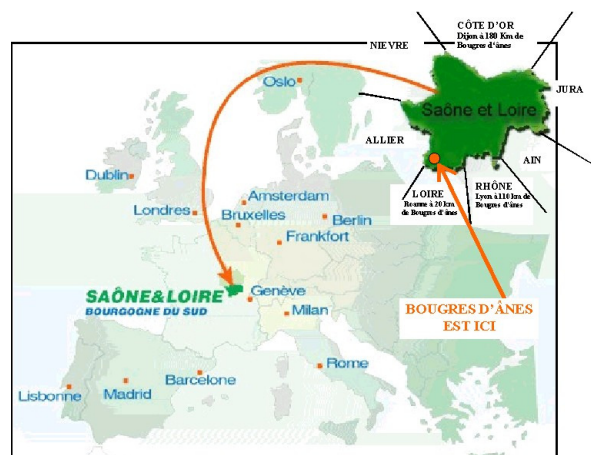 CÔTE D'OR
Dijon à 180 Km de
Bougres d'ânes
NIEVRE
JURA
Saône et Loire
ALLIER
AIN
LOIRE
Roanne à 20 km
de Bougres d'ânes
RHÔNE
Lyon à 110 km de
Bougres d'ânes
BOUGRES D'ÂNES
EST ICI
Oslo
Dublin
Londres
Amsterdam
Bruxelles
Berlin
Frankfort
SAÔNE&LOIRE
BOURGOGNE DU SUD
Genève
Milan
Rome
Barcelone
Madrid
Lisbonne